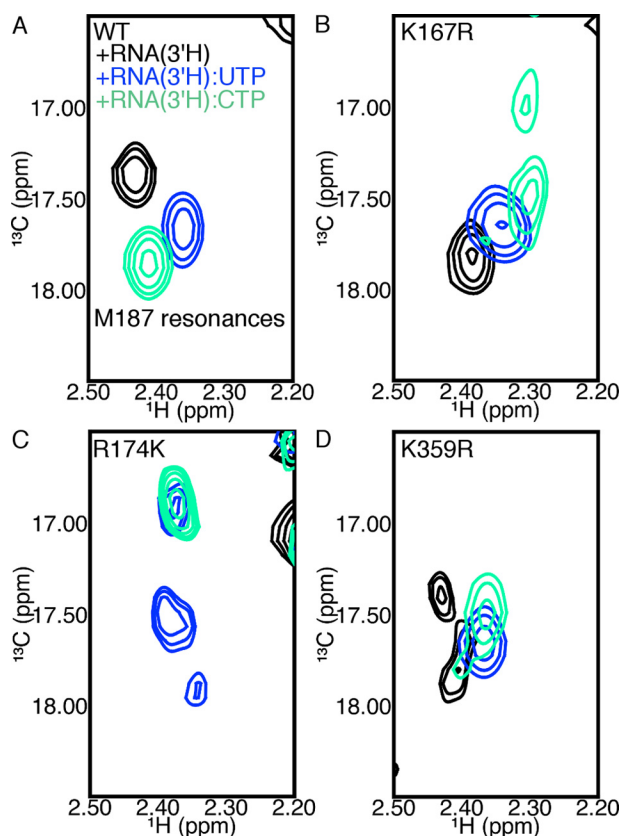 A
WT
+RNA(3'H)
+RNA(3'H):UTP
+RNA(3'H):CTP
17.00
17.50
18.00
¹³C (ppm)
M187 resonances
2.50
2.40
2.30
2.20
¹H (ppm)
B
K167R
17.00
17.50
18.00
¹³C (ppm)
2.50
2.40
2.30
2.20
¹H (ppm)
C
R174K
17.00
17.50
18.00
¹³C (ppm)
2.50
2.40
2.30
2.20
¹H (ppm)
D
K359R
17.00
17.50
18.00
¹³C (ppm)
2.50
2.40
2.30
2.20
¹H (ppm)